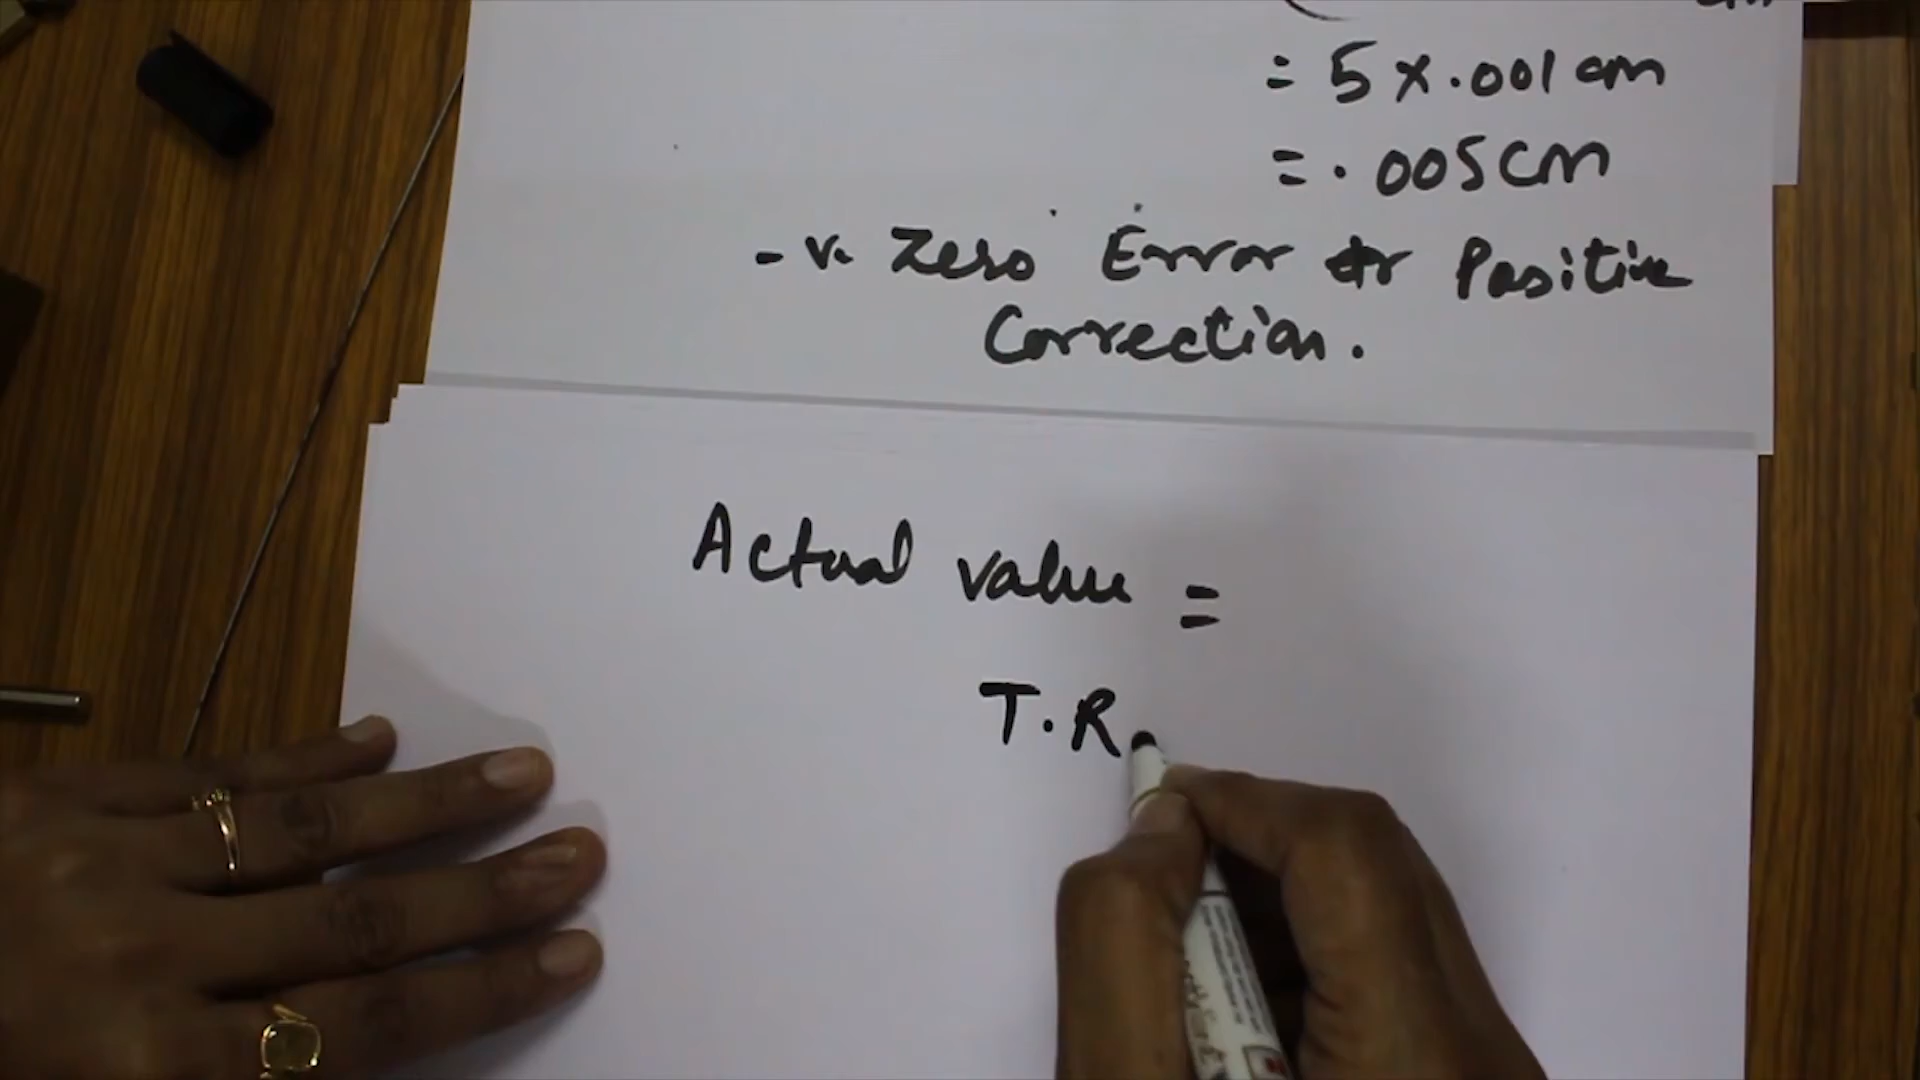 = 5 x .001 cm
= .005 cm
-ve Zero Error or Positive
Correction.
Actual value =
T.R